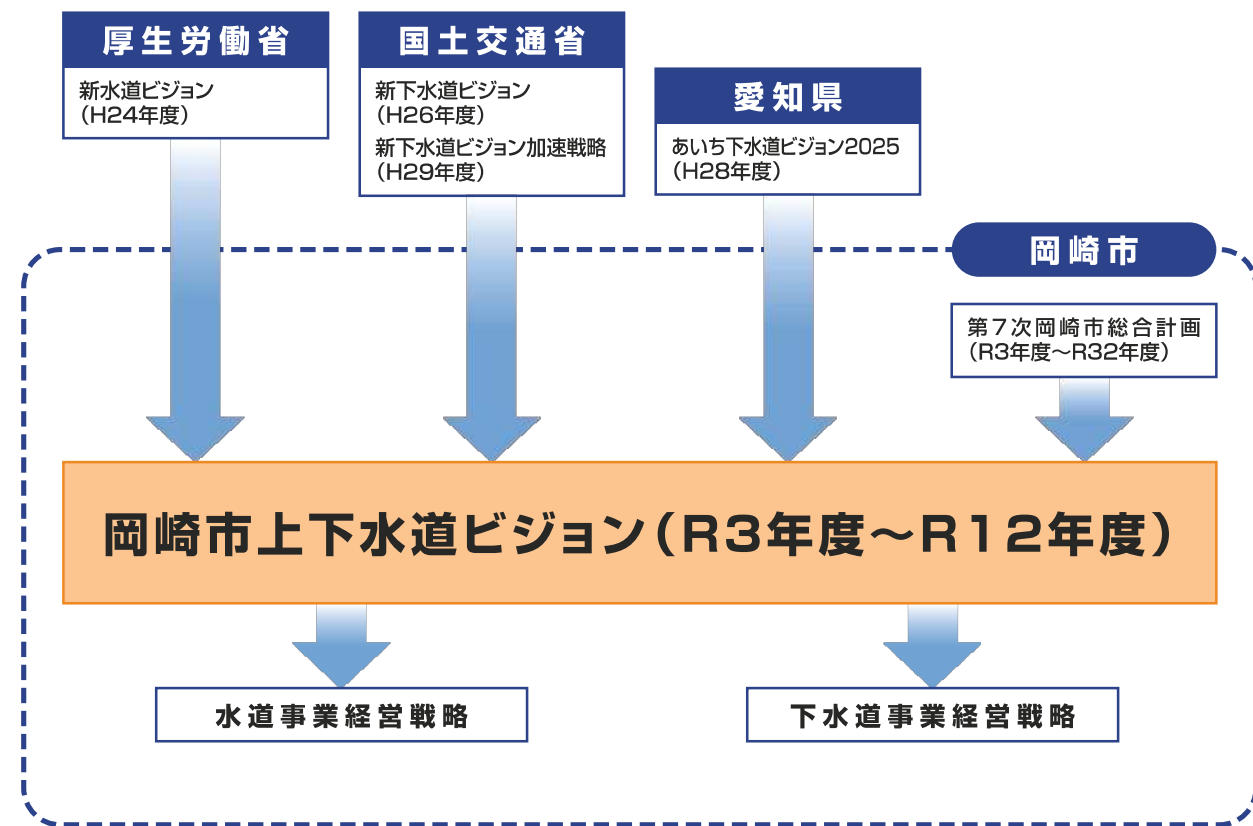 厚生労働省
新水道ビジョン
（H24年度）
国土交通省
新下水道ビジョン
（H26年度）
新下水道ビジョン加速戦略
（H29年度）
愛知県
あいち下水道ビジョン2025
（H28年度）
岡崎市
第7次岡崎市総合計画
（R3年度～R32年度）
岡崎市上下水道ビジョン（R3年度～R12年度）
水道事業経営戦略
下水道事業経営戦略